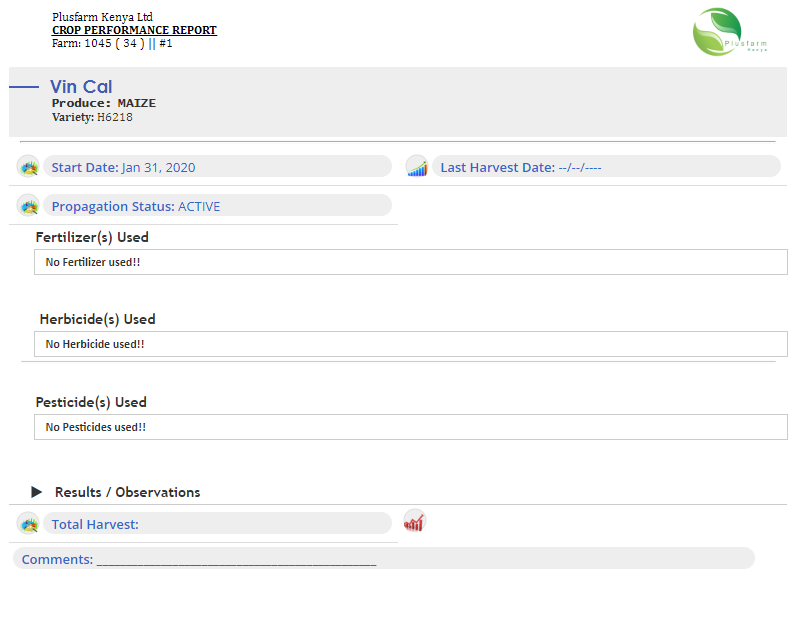 Plusfarm Kenya Ltd
CROP PERFORMANCE REPORT
Farm: 1045 ( 34 ) || #1
Plusfarm
Kenya
Vin Cal
Produce: MAIZE
Variety: H6218
Start Date: Jan 31, 2020
Last Harvest Date: --/--/----
Propagation Status: ACTIVE
Fertilizer(s) Used
No Fertilizer used!!
Herbicide(s) Used
No Herbicide used!!
Pesticide(s) Used
No Pesticides used!!
Results / Observations
Total Harvest:
Comments: ________________________________________